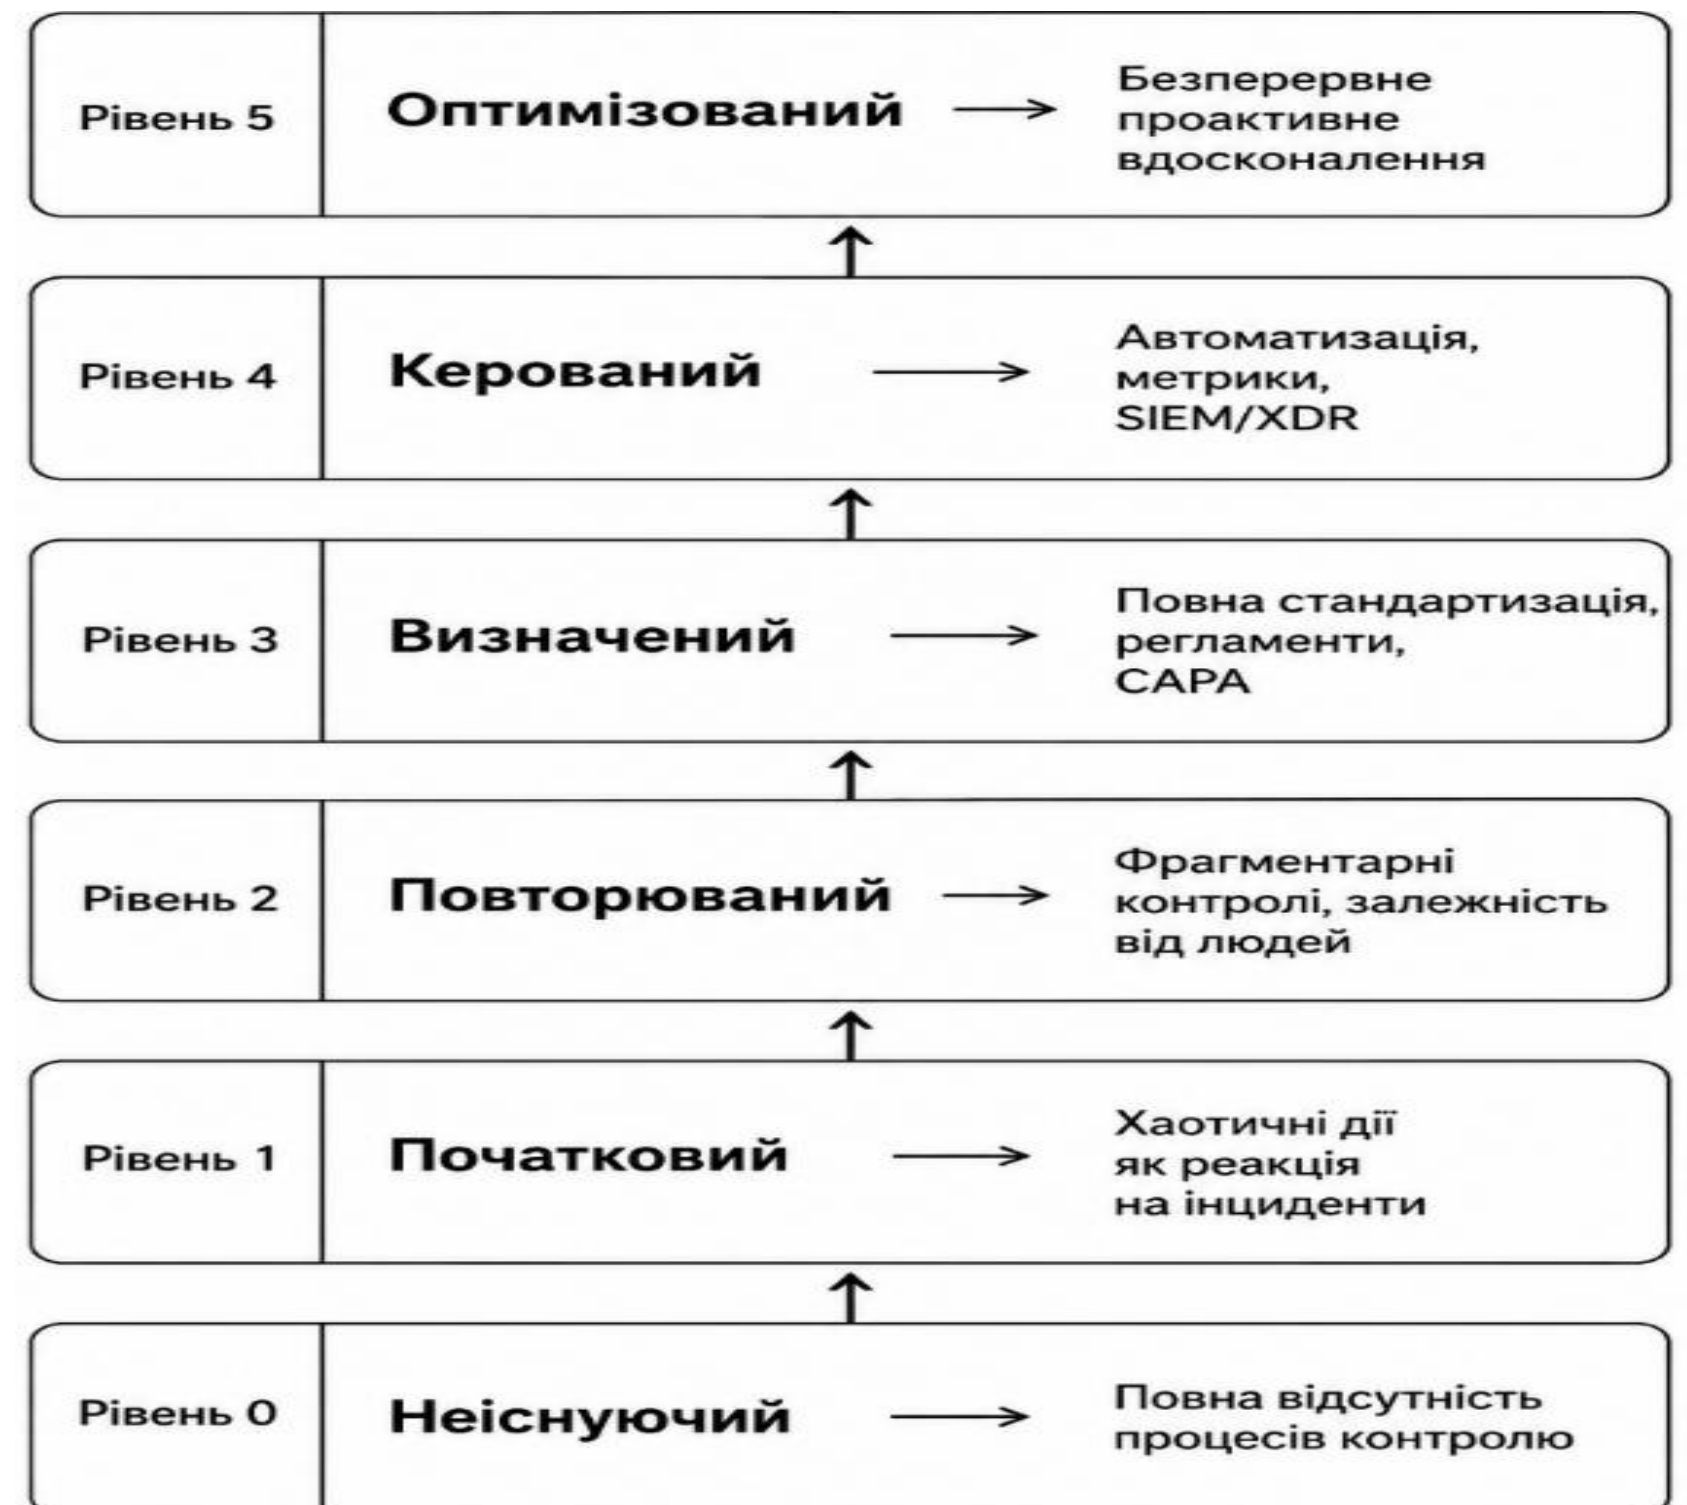 Рівень 5
Оптимізований
Безперервне
проактивне
вдосконалення
Рівень 4
Керований
Автоматизація,
метрики,
SIEM/XDR
Рівень 3
Визначений
Повна стандартизація,
регламенти,
CAPA
Рівень 2
Повторюваний
Фрагментарні
контролі, залежність
від людей
Рівень 1
Початковий
Хаотичні дії
як реакція
на інциденти
Рівень 0
Неіснуючий
Повна відсутність
процесів контролю